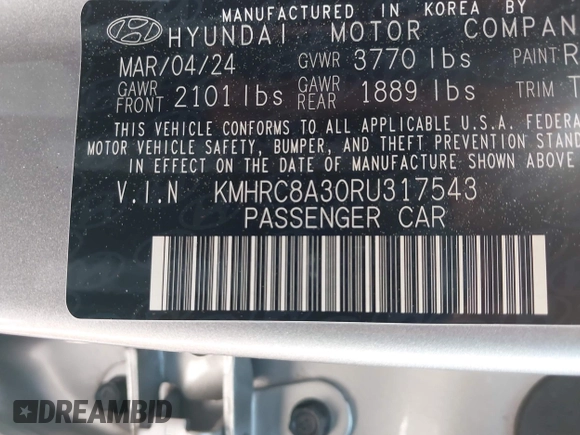 MANUFACTURED IN KOREA BY
HYUNDAI MOTOR COMPAN
MAR/04/24 GVWR 3770 lbs PAINT R
GAWR FRONT 2101 lbs GAWR REAR 1889 lbs TRIM T
THIS VEHICLE CONFORMS TO ALL APPLICABLE U.S.A. FEDERA
MOTOR VEHICLE SAFETY, BUMPER, AND THEFT PREVENTION S
IN EFFECT ON THE DATE OF MANUFACTURE SHOWN ABOVE.
V.I.N KMHRC8A30RU317543
PASSENGER CAR
DREAMBID